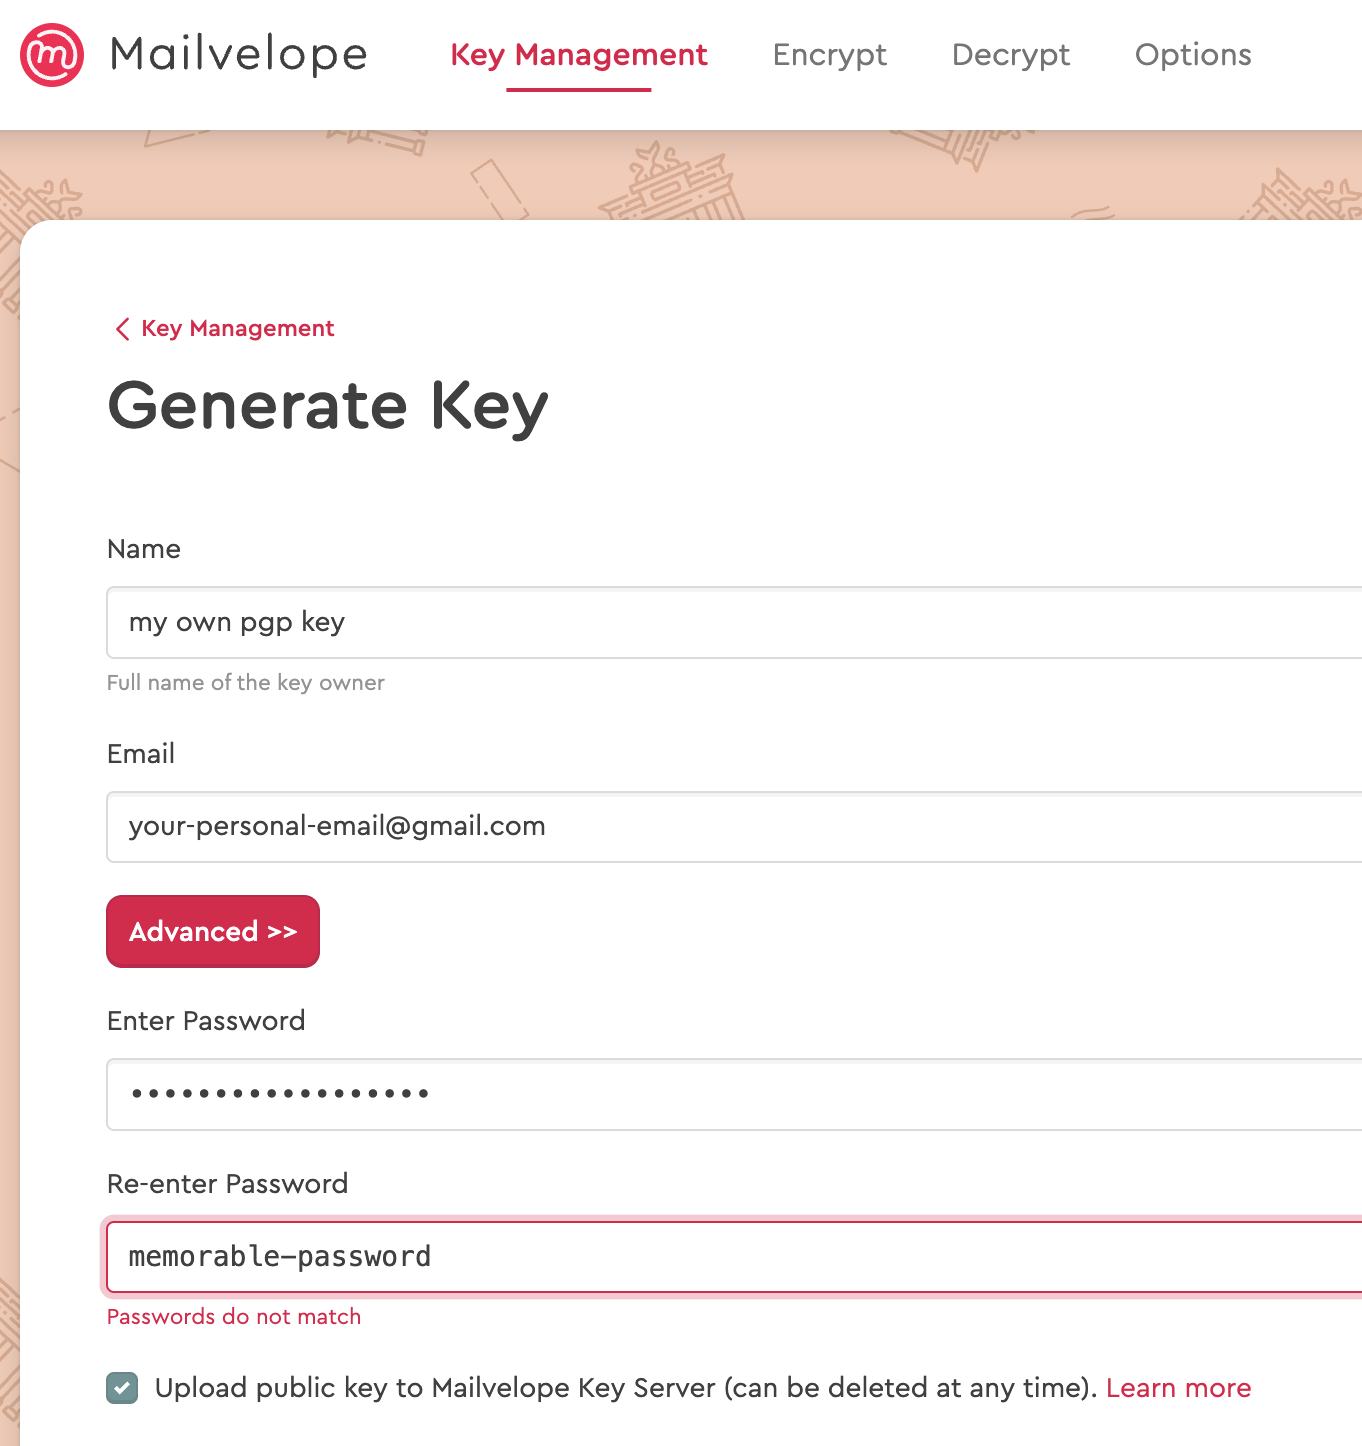 Mailvelope Key Management Encrypt Decrypt Options
Key Management
Generate Key
Name
my own pgp key
Full name of the key owner
Email
your-personal-email@gmail.com
Advanced >>
Enter Password
••••••••••••••••••
Re-enter Password
memorable-password
Passwords do not match
Upload public key to Mailvelope Key Server (can be deleted at any time). Learn more